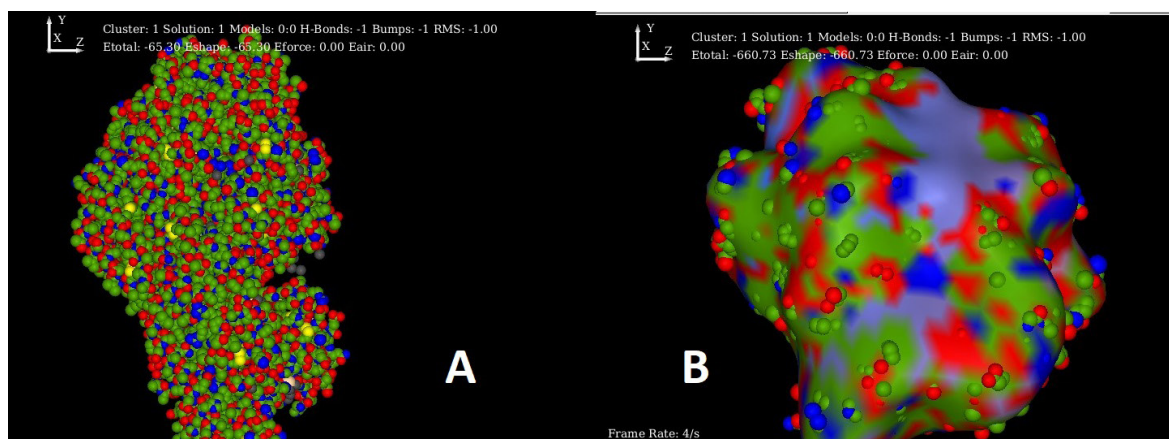 Y
X Z
Cluster: 1 Solution: 1 Models: 0:0 H-Bonds: -1 Bumps: -1 RMS: -1.00
Etotal: -65.30 Eshape: -65.30 Eforce: 0.00 Eair: 0.00
A
Y
X Z
Cluster: 1 Solution: 1 Models: 0:0 H-Bonds: -1 Bumps: -1 RMS: -1.00
Etotal: -660.73 Eshape: -660.73 Eforce: 0.00 Eair: 0.00
B
Frame Rate: 4/s